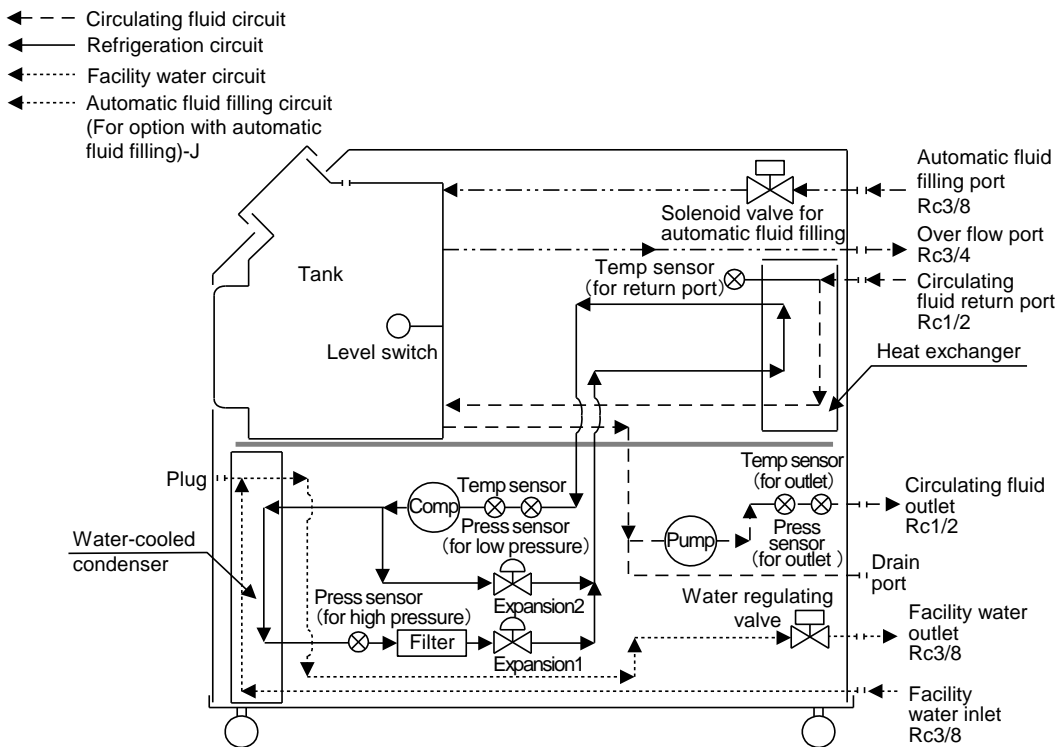 Circulating fluid circuit
Refrigeration circuit
Facility water circuit
Automatic fluid filling circuit
(For option with automatic
fluid filling)-J
Automatic fluid
filling port
Rc3/8
Solenoid valve for
automatic fluid filling
Over flow port
Rc3/4
Tank
Temp sensor
(for return port)
Circulating
fluid return port
Rc1/2
Level switch
Heat exchanger
Plug
Temp sensor
Comp
Press sensor
(for low pressure)
Temp sensor
(for outlet)
Circulating fluid
outlet
Rc1/2
Pump
Press
sensor
(for outlet )
Water-cooled
condenser
Drain
port
Expansion2
Press sensor
(for high pressure)
Filter
Expansion1
Water regulating
valve
Facility water
outlet
Rc3/8
Facility
water inlet
Rc3/8